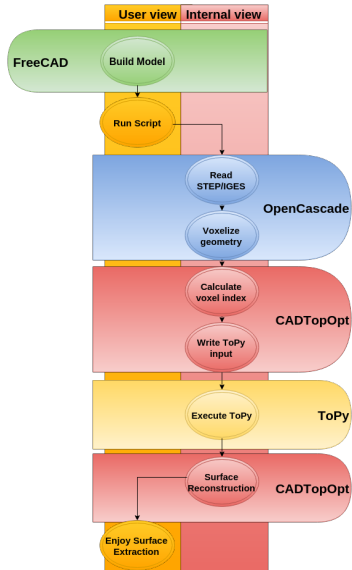 User view Internal view
FreeCAD
Build Model
Run Script
Read
STEP/IGES
OpenCascade
Voxelize
geometry
Calculate
voxel index
CADTopOpt
Write ToPy
input
Execute ToPy
ToPy
Surface
Reconstruction
CADTopOpt
Enjoy Surface
Extraction